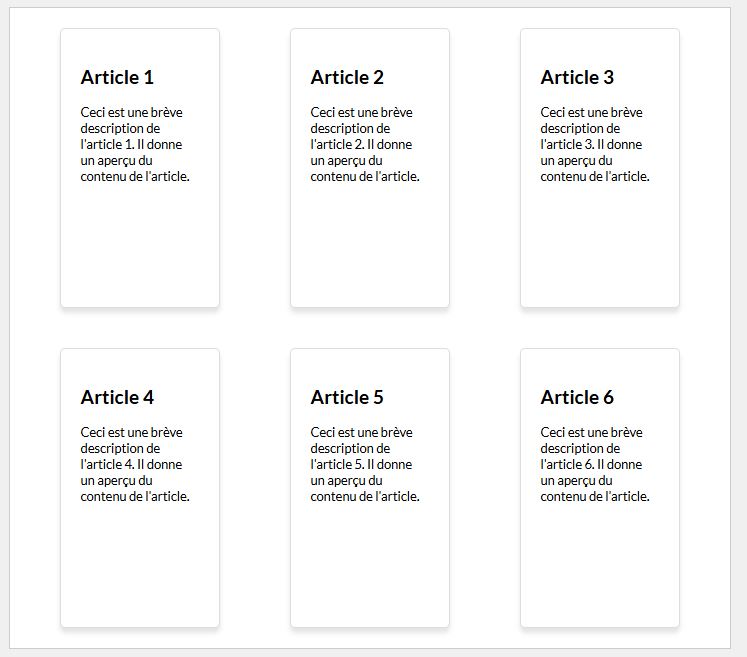 Article 1
Ceci est une brève
description de
l'article 1. Il donne
un aperçu du
contenu de l'article.
Article 2
Ceci est une brève
description de
l'article 2. Il donne
un aperçu du
contenu de l'article.
Article 3
Ceci est une brève
description de
l'article 3. Il donne
un aperçu du
contenu de l'article.
Article 4
Ceci est une brève
description de
l'article 4. Il donne
un aperçu du
contenu de l'article.
Article 5
Ceci est une brève
description de
l'article 5. Il donne
un aperçu du
contenu de l'article.
Article 6
Ceci est une brève
description de
l'article 6. Il donne
un aperçu du
contenu de l'article.